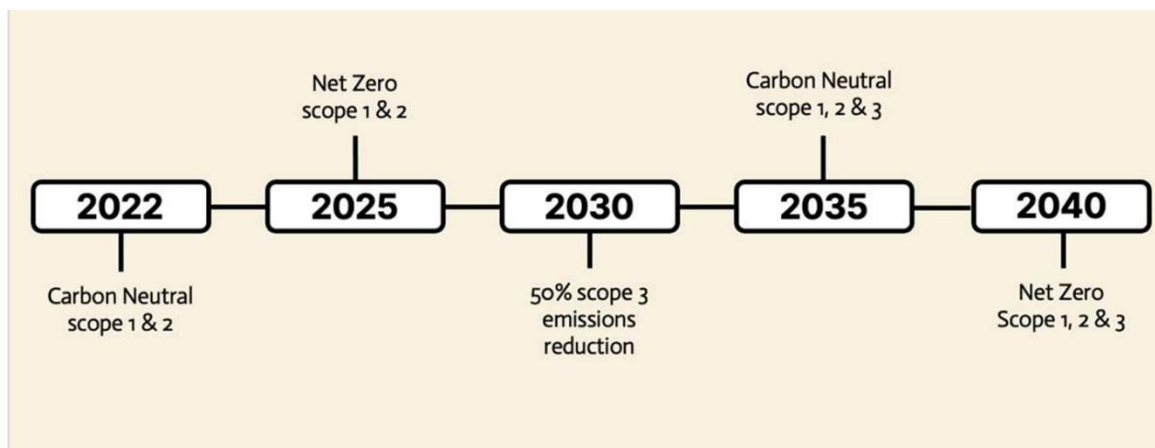 Net Zero
scope 1 & 2
Carbon Neutral
scope 1, 2 & 3
2022
2025
2030
2035
2040
Carbon Neutral
scope 1 & 2
50% scope 3
emissions
reduction
Net Zero
Scope 1, 2 & 3